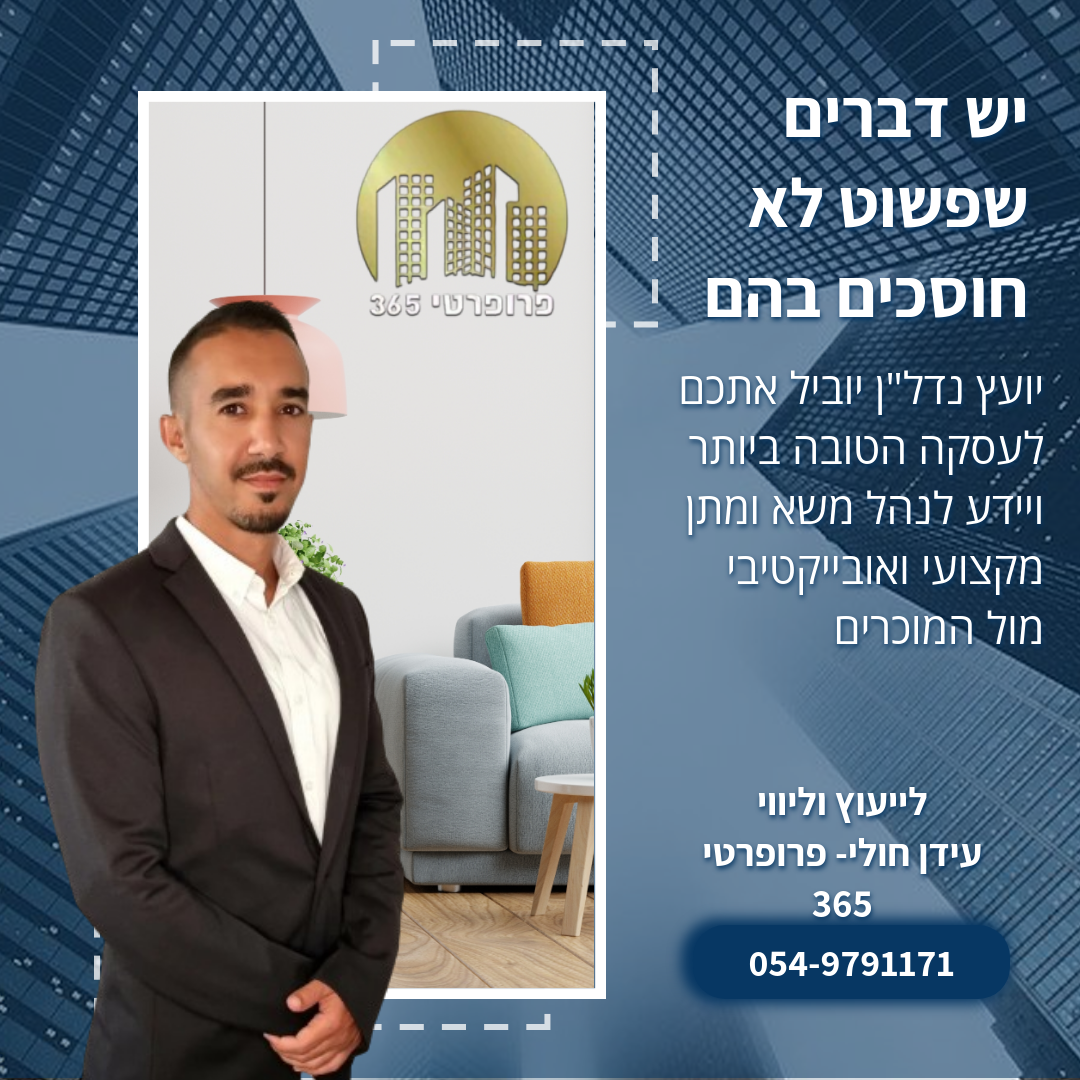 פרופרטי 365
יש דברים
שפשוט לא
חוסכים בהם
יועץ נדל"ן יוביל אתכם
לעסקה הטובה ביותר
ויידע לנהל משא ומתן
מקצועי ואובייקטיבי
מול המוכרים
לייעוץ וליווי
עידן חולי- פרופרטי
365
054-9791171